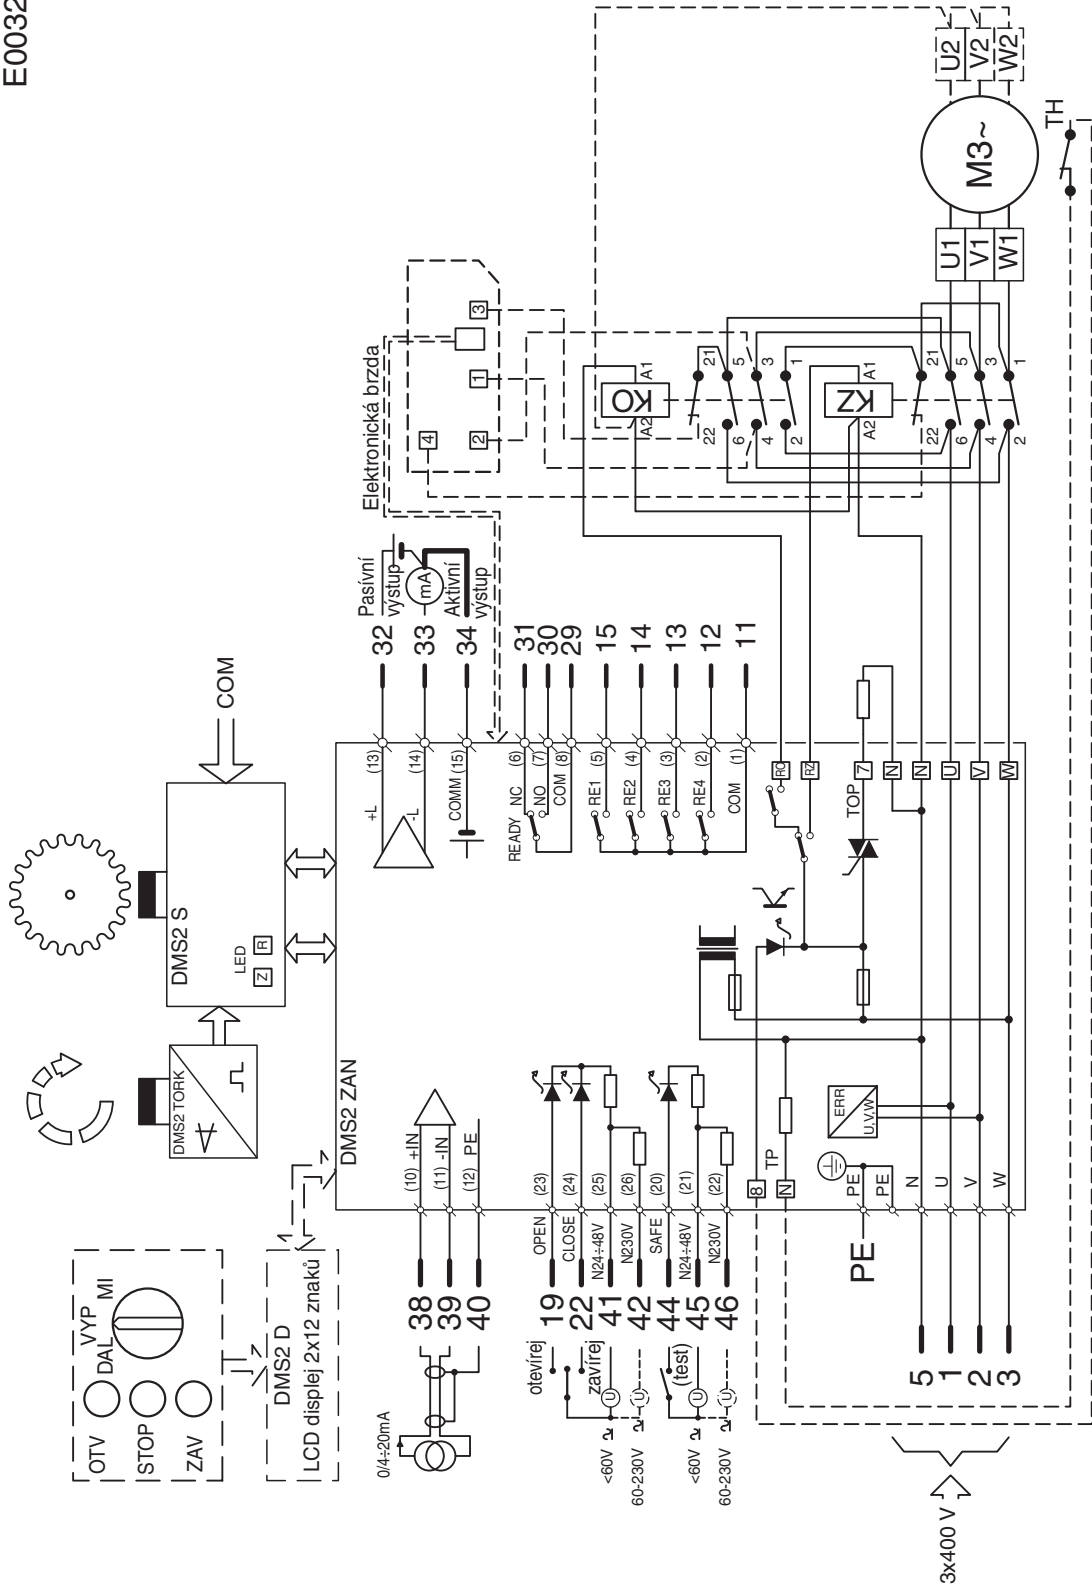 E0032
OTV
STOP
ZAV
DAL
VYP
MI
DMS2 D
LCD displej 2x12 znaků
DMS2 TORK
DMS2 S
LED
Z
R
COM
DMS2 ZAN
0/4÷20mA
38
39
40
(10) +IN
(11) -IN
(12) PE
otevírej
zavírej
<60V
60-230V
U
U
19
22
41
42
OPEN (23)
CLOSE (24)
N24÷48V (25)
N230V (26)
(test)
<60V
60-230V
U
U
44
45
46
SAFE (20)
N24÷48V (21)
N230V (22)
8
N
TP
PE
PE
PE
ERR
U,V,W
3x400 V
5
1
2
3
N
U
V
W
+L (13)
-L (14)
COMM (15)
32
33
34
Pasívní
výstup
mA
Aktivní
výstup
READY
NC (6)
NO (7)
COM (8)
31
30
29
RE1 (5)
RE2 (4)
RE3 (3)
RE4 (2)
COM (1)
15
14
13
12
11
RO
RZ
TOP
7
N
N
U
V
W
Elektronická brzda
4
2
1
3
KO
A2
A1
22
21
6
5
4
3
2
1
KZ
A2
A1
22
21
6
5
4
3
2
1
U1
V1
W1
M3~
U2
V2
W2
TH